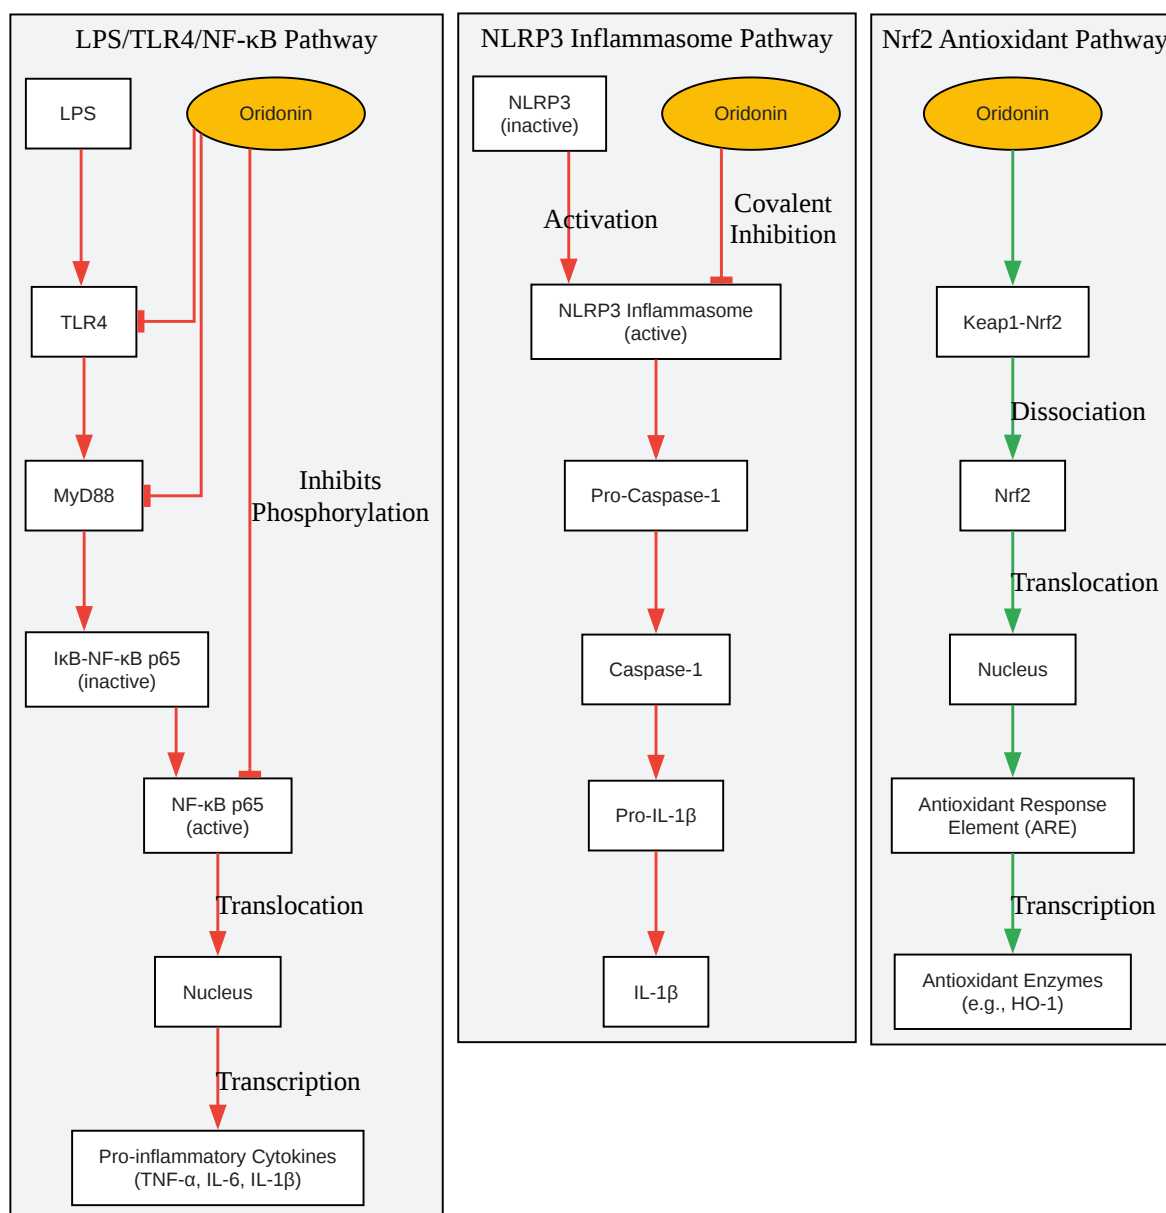 LPS/TLR4/NF-κB Pathway
LPS
Oridonin
TLR4
MyD88
Inhibits
Phosphorylation
IκB-NF-κB p65
(inactive)
NF-κB p65
(active)
Translocation
Nucleus
Transcription
Pro-inflammatory Cytokines
(TNF-α, IL-6, IL-1β)
NLRP3 Inflammasome Pathway
NLRP3
(inactive)
Oridonin
Activation
Covalent
Inhibition
NLRP3 Inflammasome
(active)
Pro-Caspase-1
Caspase-1
Pro-IL-1β
IL-1β
Nrf2 Antioxidant Pathway
Oridonin
Keap1-Nrf2
Dissociation
Nrf2
Translocation
Nucleus
Antioxidant Response
Element (ARE)
Transcription
Antioxidant Enzymes
(e.g., HO-1)